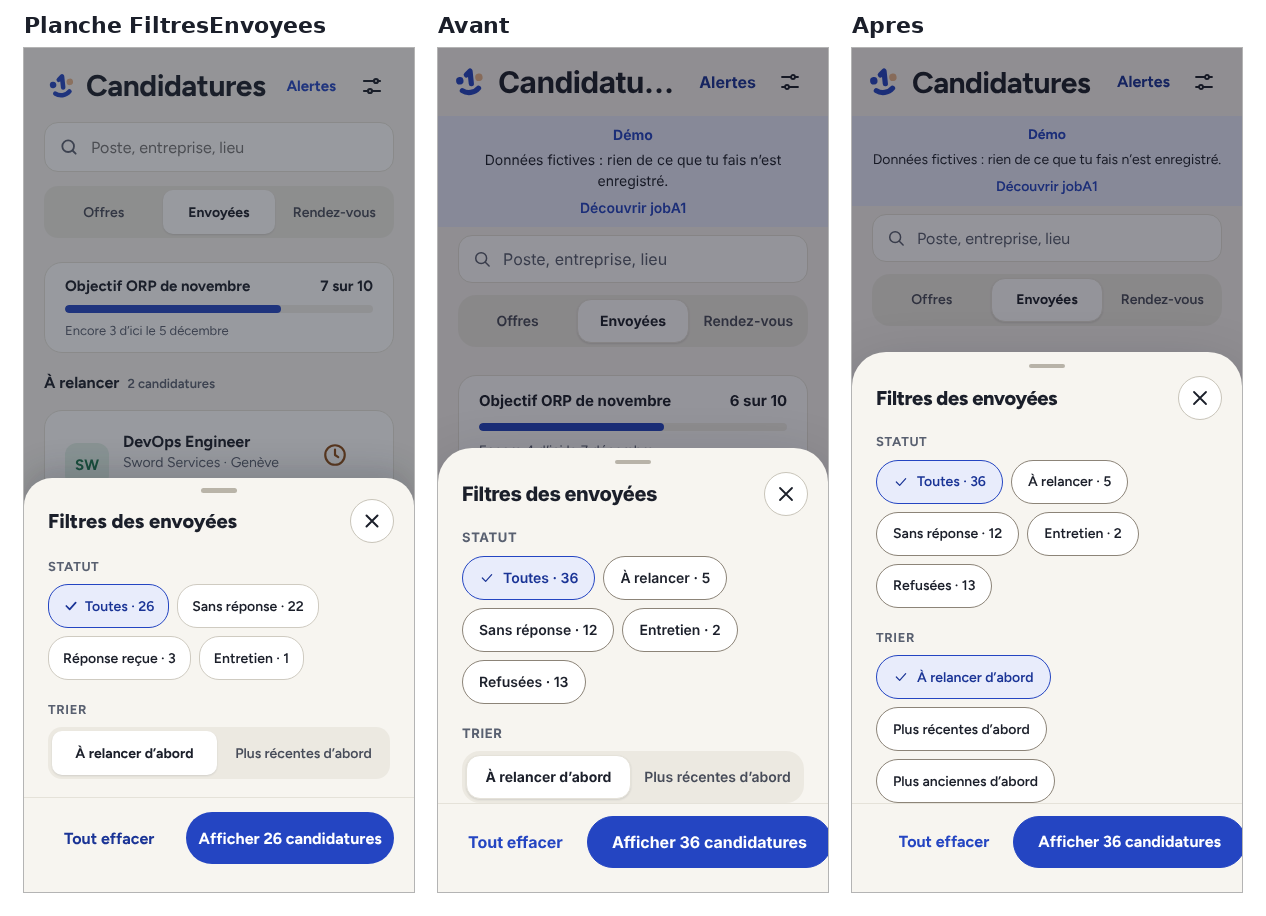 Planche FiltresEnvoyees
Candidatures
Alertes
Poste, entreprise, lieu
Offres
Envoyées
Rendez-vous
Objectif ORP de novembre
7 sur 10
Encore 3 d’ici le 5 décembre
À relancer 2 candidatures
DevOps Engineer
SW
Sword Services · Genève
Filtres des envoyées
STATUT
Toutes · 26
Sans réponse · 22
Réponse reçue · 3
Entretien · 1
TRIER
À relancer d’abord
Plus récentes d’abord
Tout effacer
Afficher 26 candidatures
Avant
Candidatu...
Alertes
Démo
Données fictives : rien de ce que tu fais n’est
enregistré.
Découvrir jobA1
Poste, entreprise, lieu
Offres
Envoyées
Rendez-vous
Objectif ORP de novembre
6 sur 10
Filtres des envoyées
STATUT
Toutes · 36
À relancer · 5
Sans réponse · 12
Entretien · 2
Refusées · 13
TRIER
À relancer d’abord
Plus récentes d’abord
Tout effacer
Afficher 36 candidatures
Apres
Candidatures
Alertes
Démo
Données fictives : rien de ce que tu fais n’est enregistré.
Découvrir jobA1
Poste, entreprise, lieu
Offres
Envoyées
Rendez-vous
Filtres des envoyées
STATUT
Toutes · 36
À relancer · 5
Sans réponse · 12
Entretien · 2
Refusées · 13
TRIER
À relancer d’abord
Plus récentes d’abord
Plus anciennes d’abord
Tout effacer
Afficher 36 candidatures